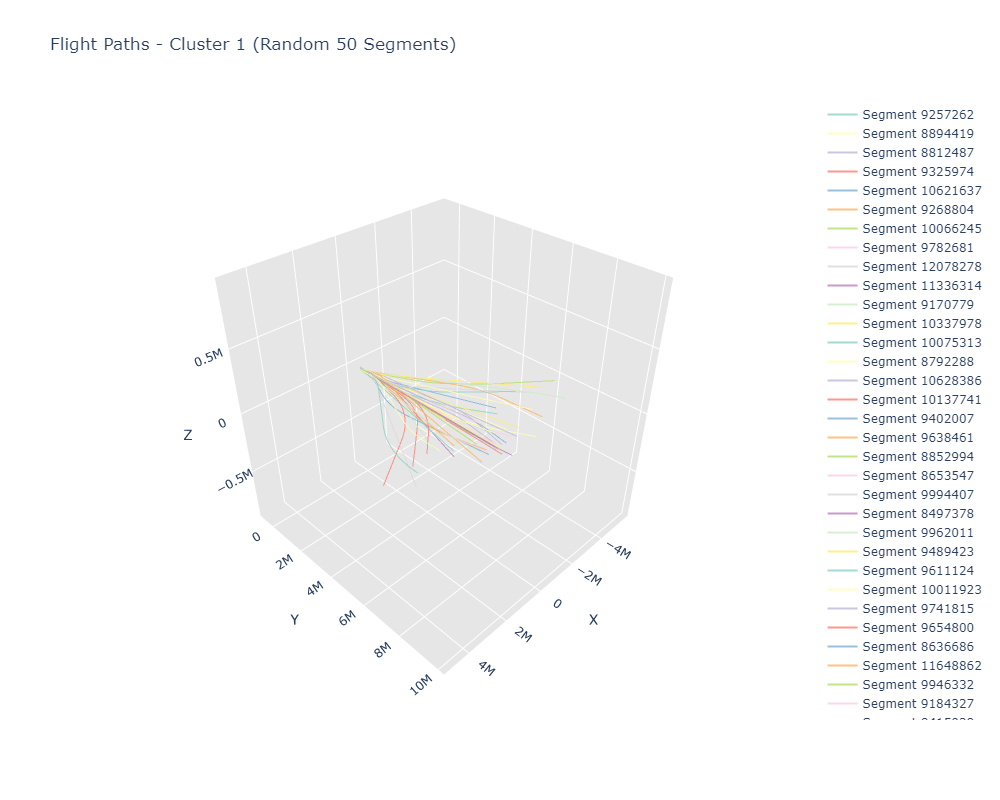 Flight Paths - Cluster 1 (Random 50 Segments)
Segment 9257262
Segment 8894419
Segment 8812487
Segment 9325974
Segment 10621637
Segment 9268804
Segment 10066245
Segment 9782681
Segment 12078278
Segment 11336314
Segment 9170779
Segment 10337978
Segment 10075313
Segment 8792288
Segment 10628386
Segment 10137741
Segment 9402007
Segment 9638461
Segment 8852994
Segment 8653547
Segment 9994407
Segment 8497378
Segment 9962011
Segment 9489423
Segment 9611124
Segment 10011923
Segment 9741815
Segment 9654800
Segment 8636686
Segment 11648862
Segment 9946332
Segment 9184327
0.5M
0
−0.5M
Z
0
2M
4M
6M
8M
10M
Y
−4M
−2M
0
2M
4M
X